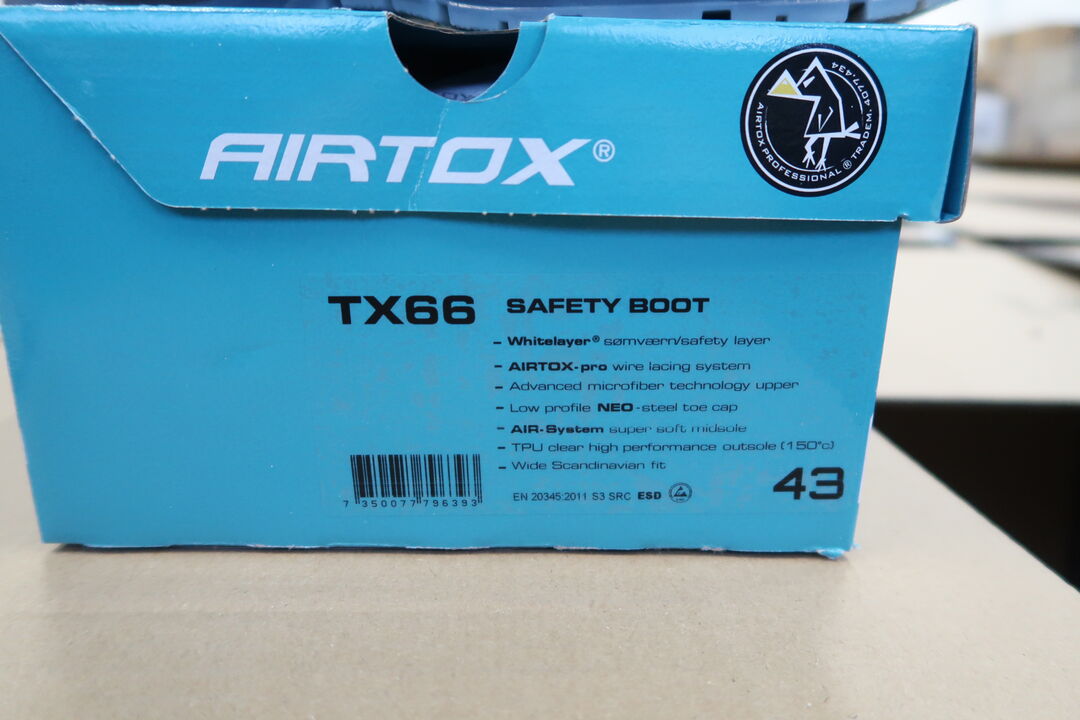 AIRTOX®
AIRTOX PROFESSIONAL ® TRADEM. 4077.434
TX66 SAFETY BOOT
- Whitelayer® sømværn/safety layer
- AIRTOX-pro wire lacing system
- Advanced microfiber technology upper
- Low profile NEO-steel toe cap
- AIR-System super soft midsole
- TPU clear high performance outsole (150°c)
- Wide Scandinavian fit
EN 20345:2011 S3 SRC ESD
43
7 350077 796393